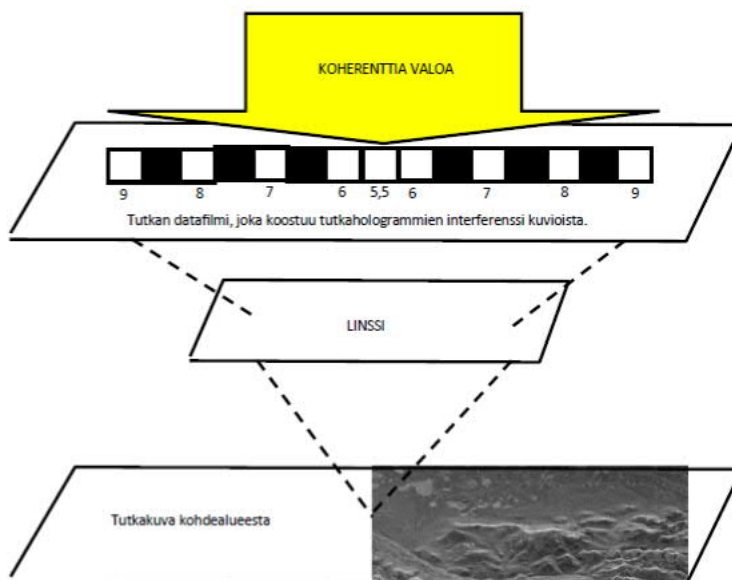 KOHERENTTIA VALOA
9 8 7 6 5,5 6 7 8 9
Tutkan datafilmi, joka koostuu tutkahologrammien interferenssi kuvioista.
LINSSI
Tutkakuva kohdealueesta